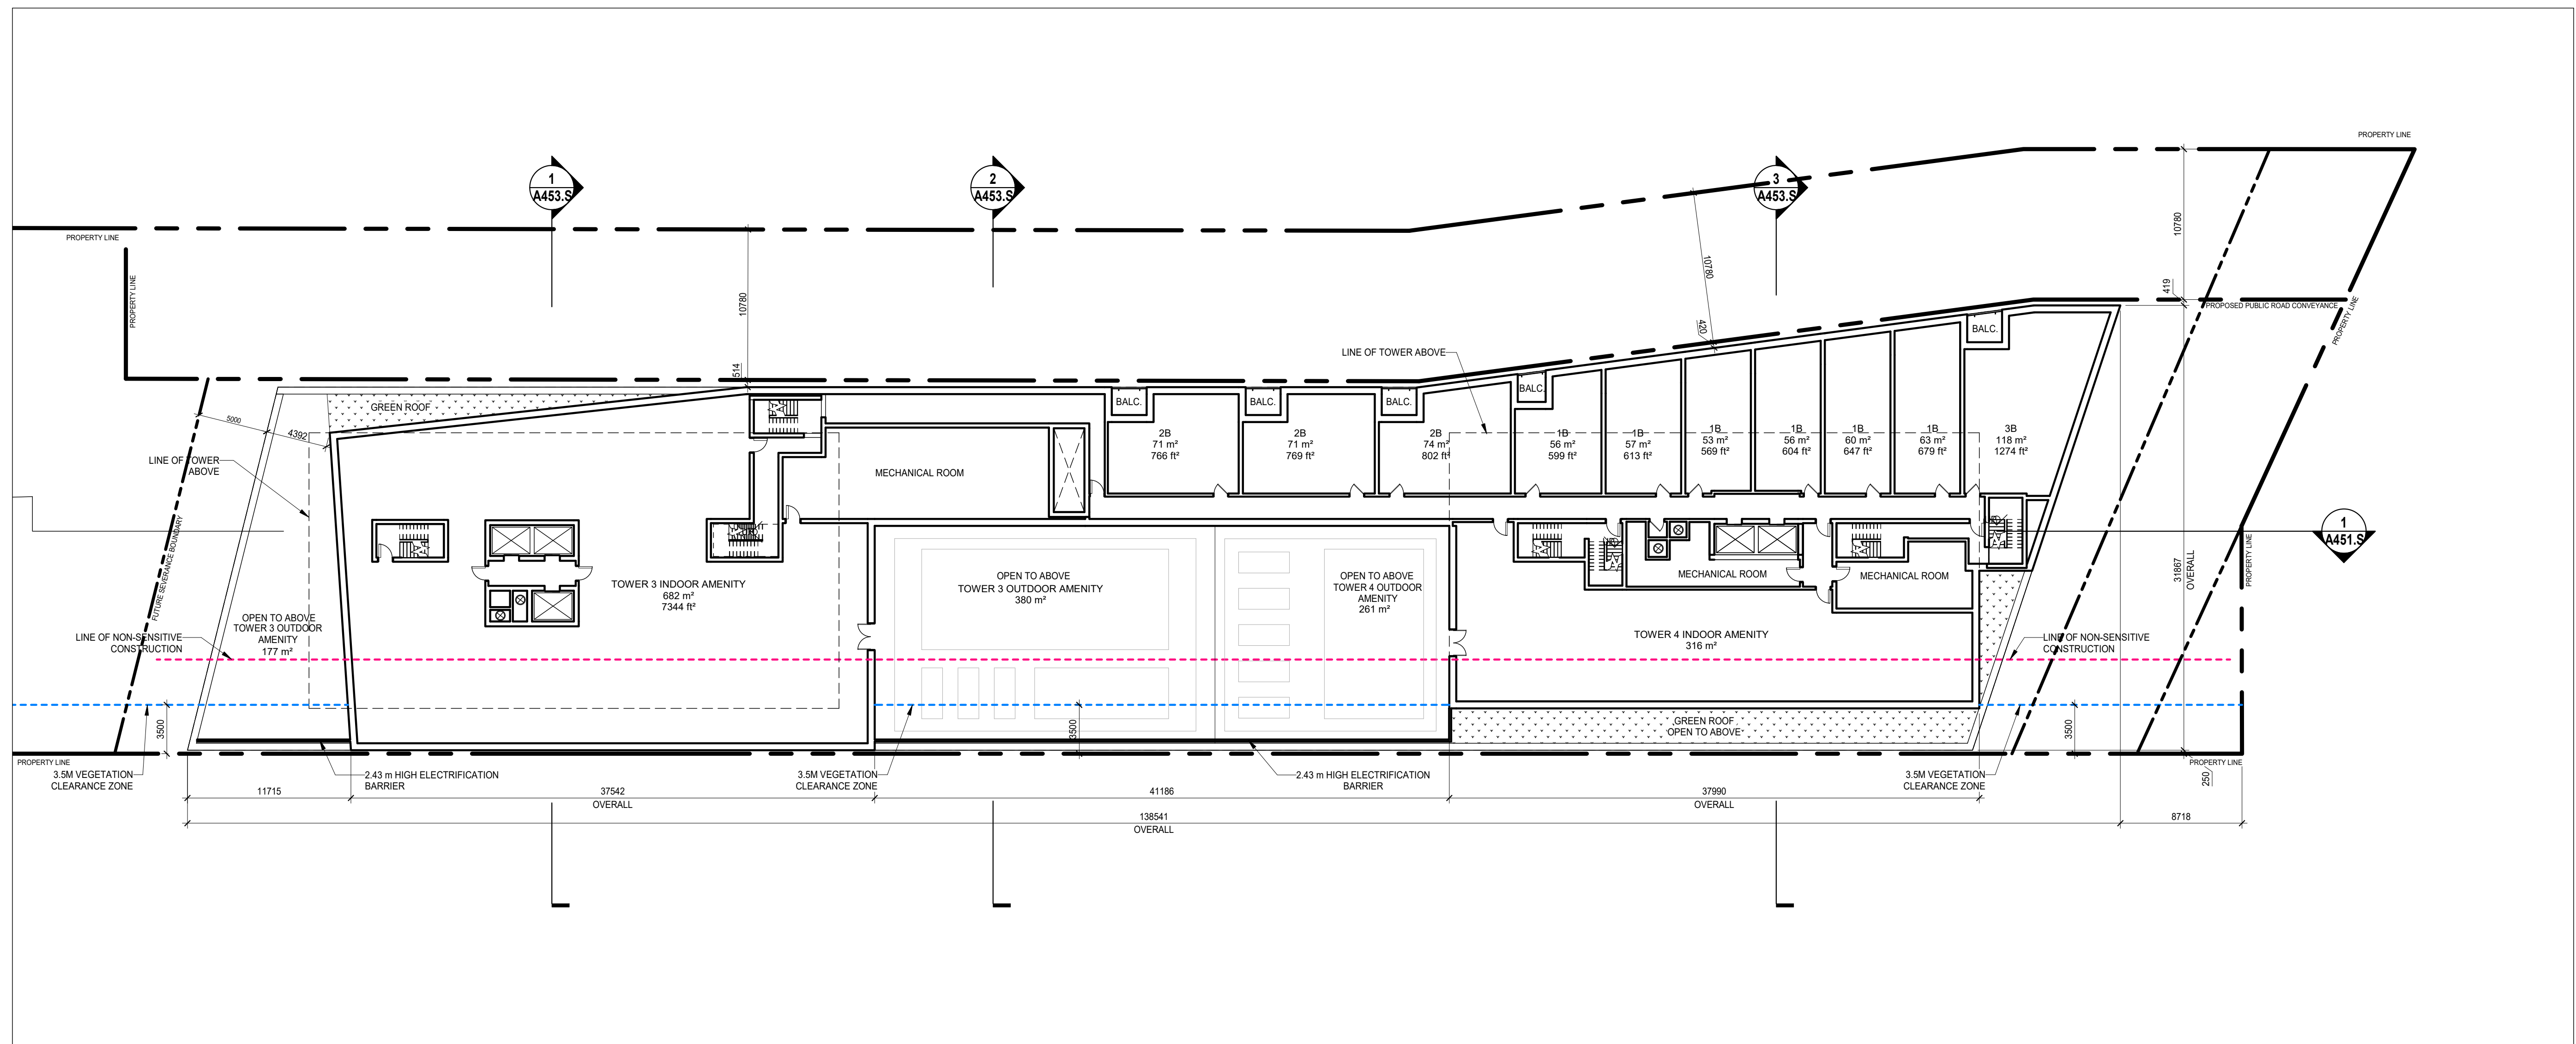 PROPERTY LINE
1
A453.S
2
A453.S
3
A453.S
PROPERTY LINE
PROPERTY LINE
10780
10780
10780
419
PROPOSED PUBLIC ROAD CONVEYANCE
PROPERTY LINE
420
514
LINE OF TOWER ABOVE
BALC.
BALC.
BALC.
BALC.
BALC.
GREEN ROOF
5000
4392
LINE OF TOWER
ABOVE
MECHANICAL ROOM
2B
71 m²
766 ft²
2B
71 m²
769 ft²
2B
74 m²
802 ft²
1B
56 m²
599 ft²
1B
57 m²
613 ft²
1B
53 m²
569 ft²
1B
56 m²
604 ft²
1B
60 m²
647 ft²
1B
63 m²
679 ft²
3B
118 m²
1274 ft²
FUTURE SEVERANCE BOUNDARY
1
A451.S
31867
OVERALL
PROPERTY LINE
TOWER 3 INDOOR AMENITY
682 m²
7344 ft²
OPEN TO ABOVE
TOWER 3 OUTDOOR AMENITY
380 m²
OPEN TO ABOVE
TOWER 4 OUTDOOR
AMENITY
261 m²
MECHANICAL ROOM
MECHANICAL ROOM
OPEN TO ABOVE
TOWER 3 OUTDOOR
AMENITY
177 m²
LINE OF NON-SENSITIVE
CONSTRUCTION
TOWER 4 INDOOR AMENITY
316 m²
LINE OF NON-SENSITIVE
CONSTRUCTION
3500
3500
3500
GREEN ROOF
OPEN TO ABOVE
PROPERTY LINE
PROPERTY LINE
3.5M VEGETATION
CLEARANCE ZONE
2.43 m HIGH ELECTRIFICATION
BARRIER
3.5M VEGETATION
CLEARANCE ZONE
2.43 m HIGH ELECTRIFICATION
BARRIER
3.5M VEGETATION
CLEARANCE ZONE
250
11715
37542
OVERALL
41186
37990
OVERALL
138541
OVERALL
8718